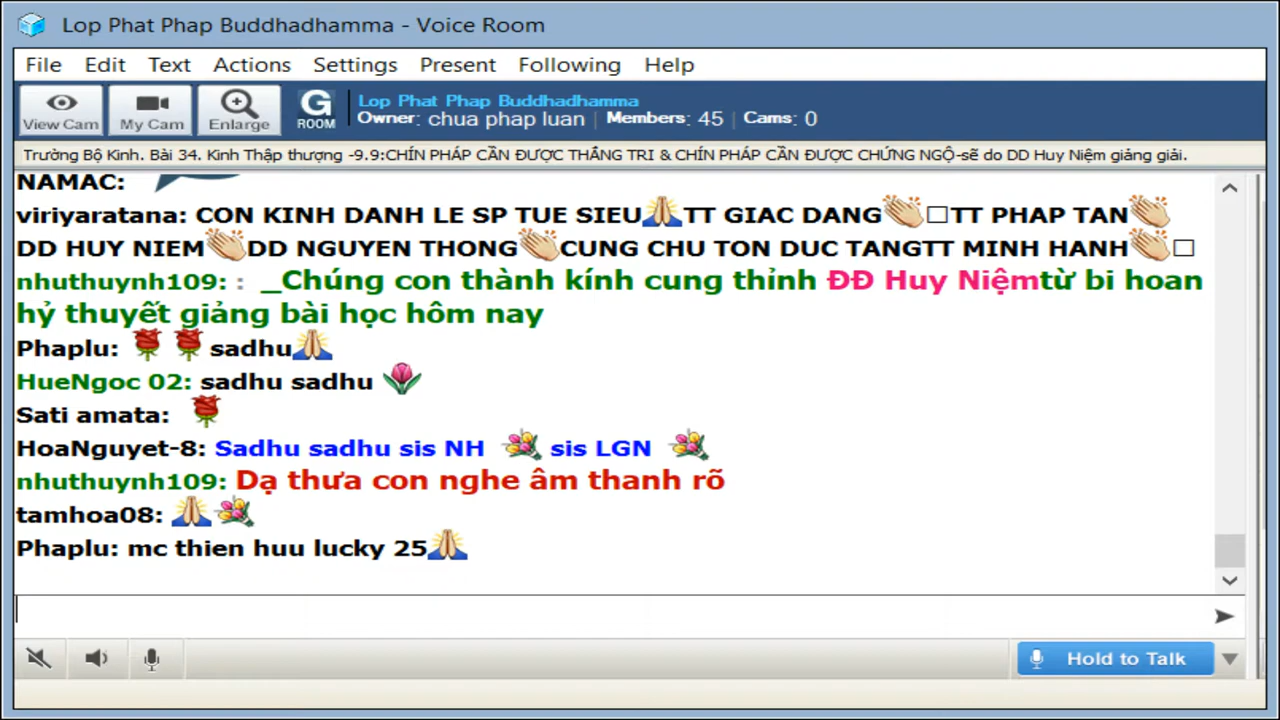 Lop Phat Phap Buddhadhamma - Voice Room
File Edit Text Actions Settings Present Following Help
View Cam My Cam Enlarge G ROOM
Lop Phat Phap Buddhadhamma
Owner: chua phap luan | Members: 45 | Cams: 0
Trường Bộ Kinh. Bài 34. Kinh Thập thượng -9.9:CHÍN PHÁP CẦN ĐƯỢC THẮNG TRI & CHÍN PHÁP CẦN ĐƯỢC CHỨNG NGỘ-sẽ do DD Huy Niệm giảng giải.
NAMAC:
viriyaratana: CON KINH DANH LE SP TUE SIEU🙏TT GIAC DANG👏□TT PHAP TAN👏
DD HUY NIEM👏DD NGUYEN THONG👏CUNG CHU TON DUC TANGTT MINH HANH👏□
nhuthuynh109: : _Chúng con thành kính cung thỉnh ĐĐ Huy Niệmtừ bi hoan
hỷ thuyết giảng bài học hôm nay
Phaplu: 🌹🌹sadhu🙏
HueNgoc 02: sadhu sadhu 🌷
Sati amata: 🌹
HoaNguyet-8: Sadhu sadhu sis NH 💐 sis LGN 💐
nhuthuynh109: Dạ thưa con nghe âm thanh rõ
tamhoa08: 🙏💐
Phaplu: mc thien huu lucky 25🙏
Hold to Talk